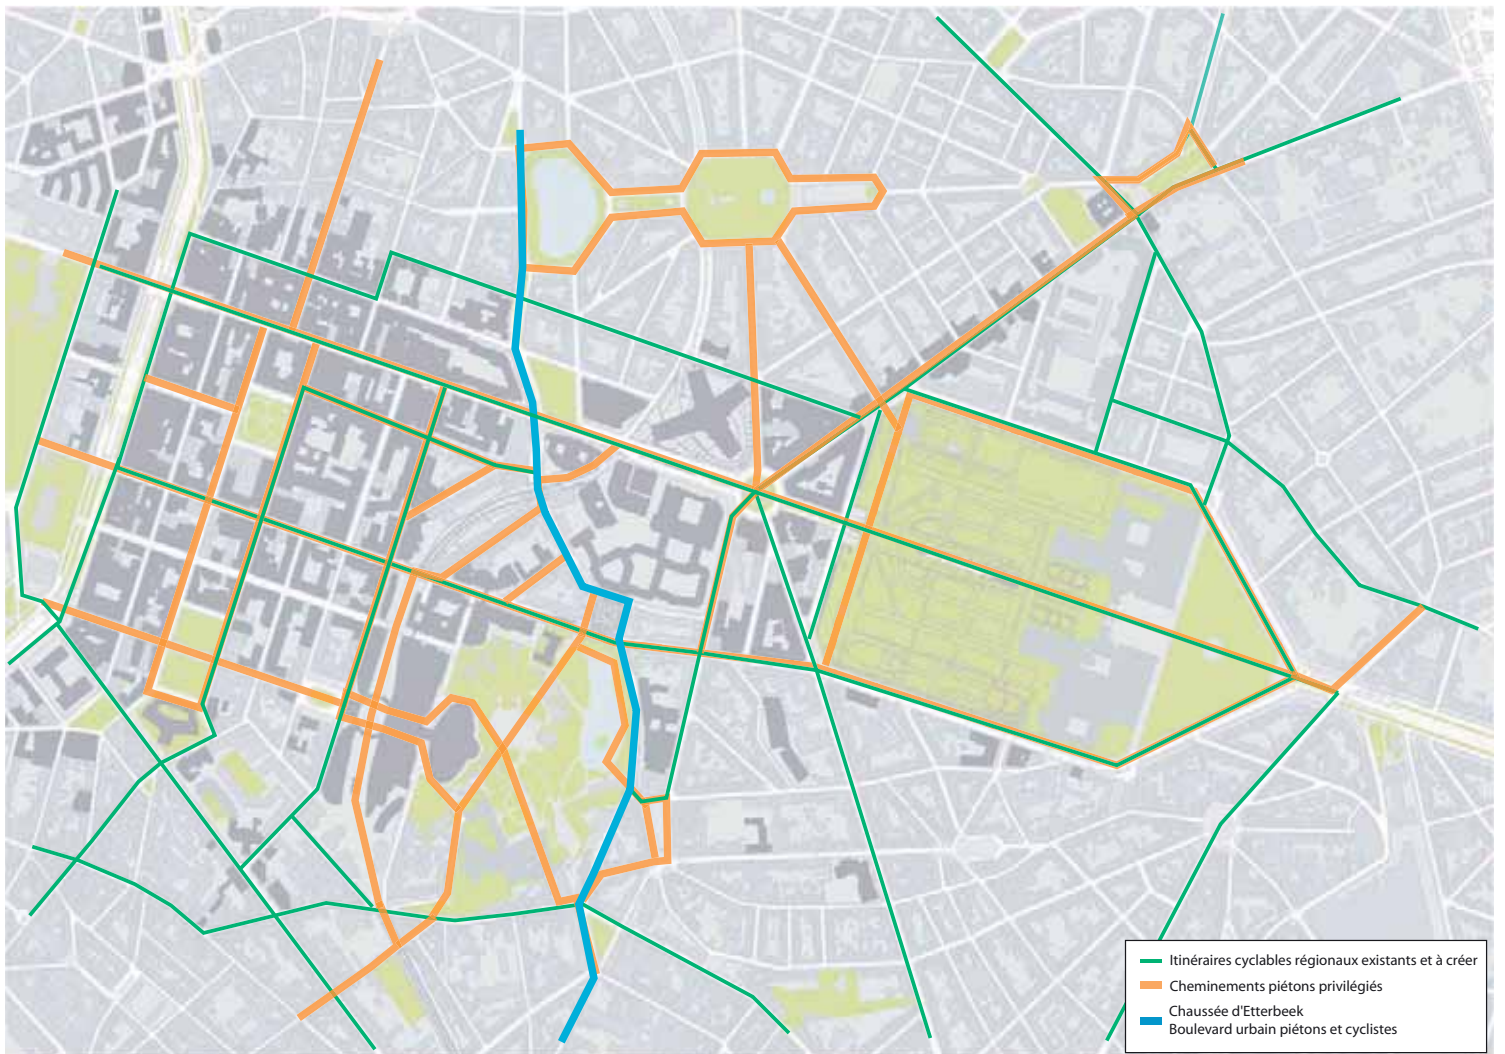 Itinéraires cyclables régionaux existants et à créer
Cheminements piétons privilégiés
Chaussée d'Etterbeek
Boulevard urbain piétons et cyclistes